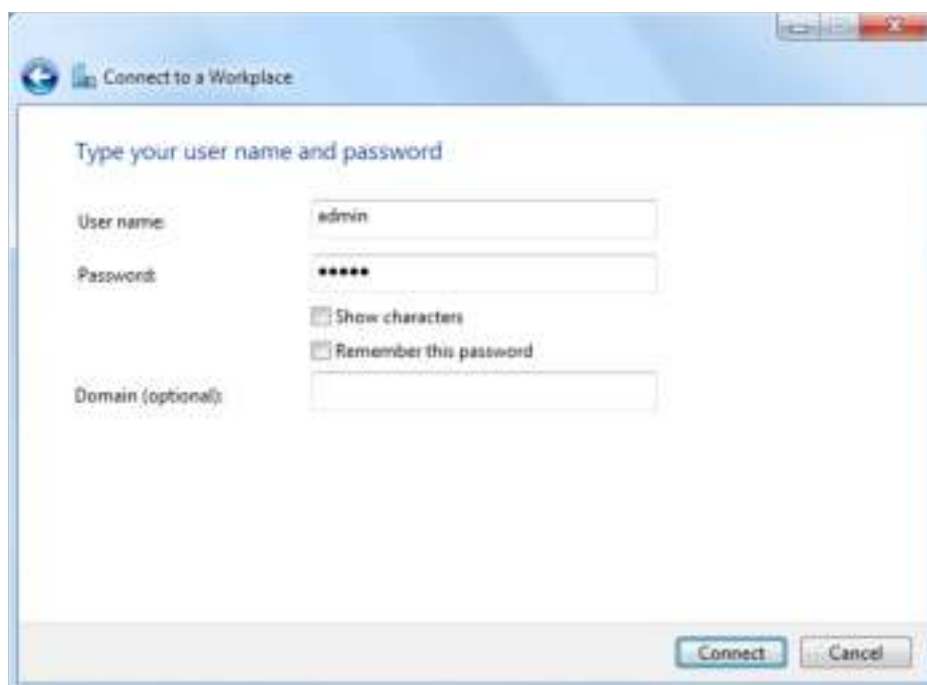 Connect to a Workplace
Type your user name and password
User name:
admin
Password:
•••••
Show characters
Remember this password
Domain (optional):
Connect
Cancel